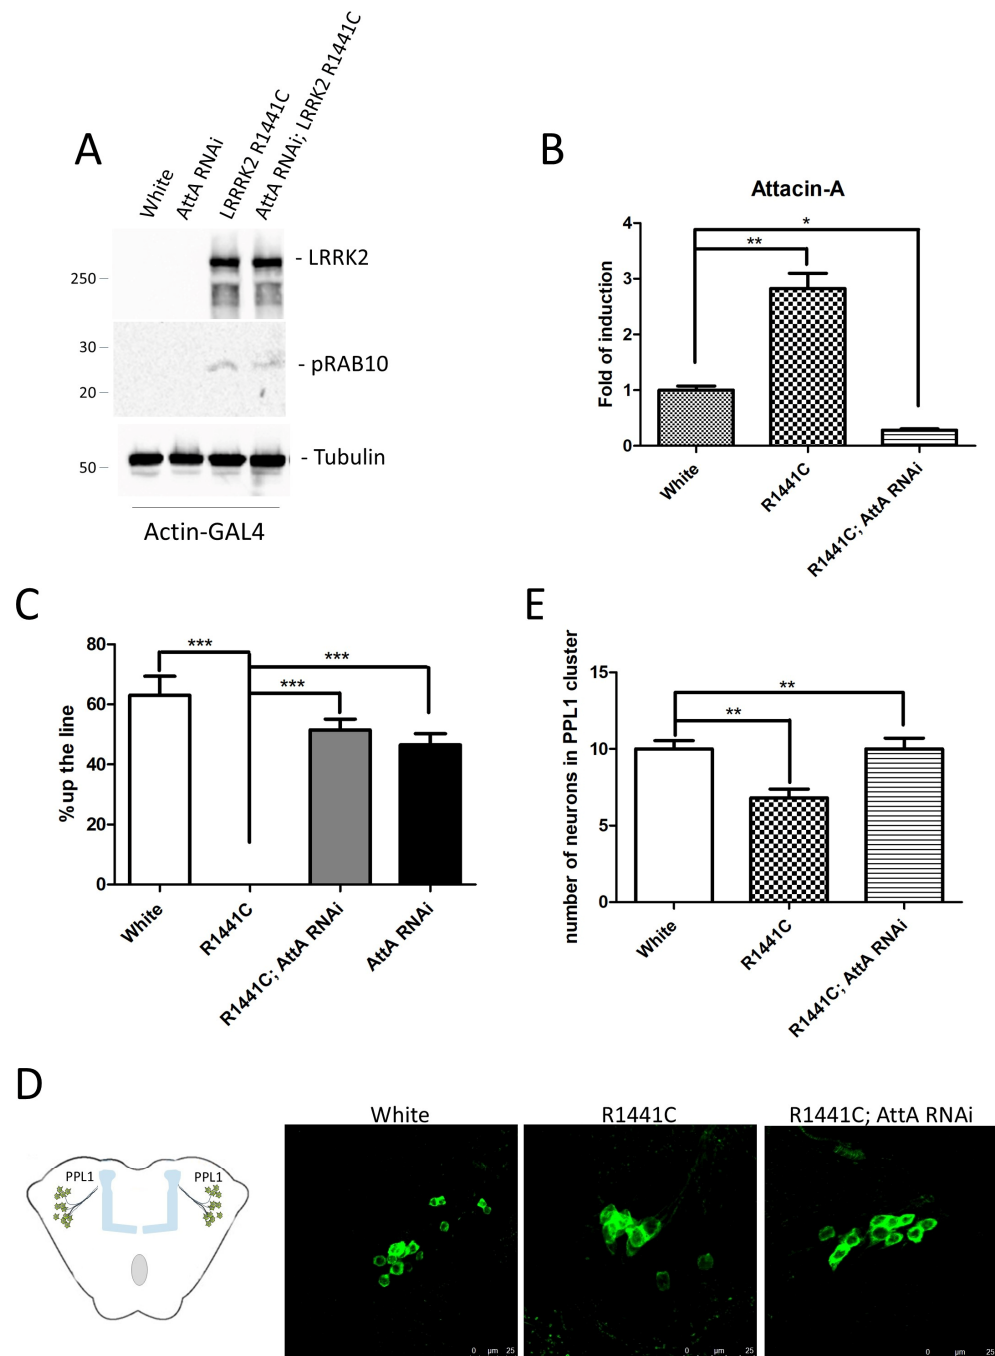 A
White
AttA RNAi
LRRRK2 R1441C
AttA RNAi; LRRK2 R1441C
250
- LRRK2
30
20
- pRAB10
50
- Tubulin
Actin-GAL4
B
Attacin-A
Fold of induction
4
3
2
1
0
*
**
White
R1441C
R1441C; AttA RNAi
C
%up the line
80
60
40
20
0
***
***
***
White
R1441C
R1441C; AttA RNAi
AttA RNAi
E
number of neurons in PPL1 cluster
15
10
5
0
**
**
White
R1441C
R1441C; AttA RNAi
D
PPL1 PPL1
White
R1441C
R1441C; AttA RNAi
0 µm 25
0 µm 25
0 µm 25